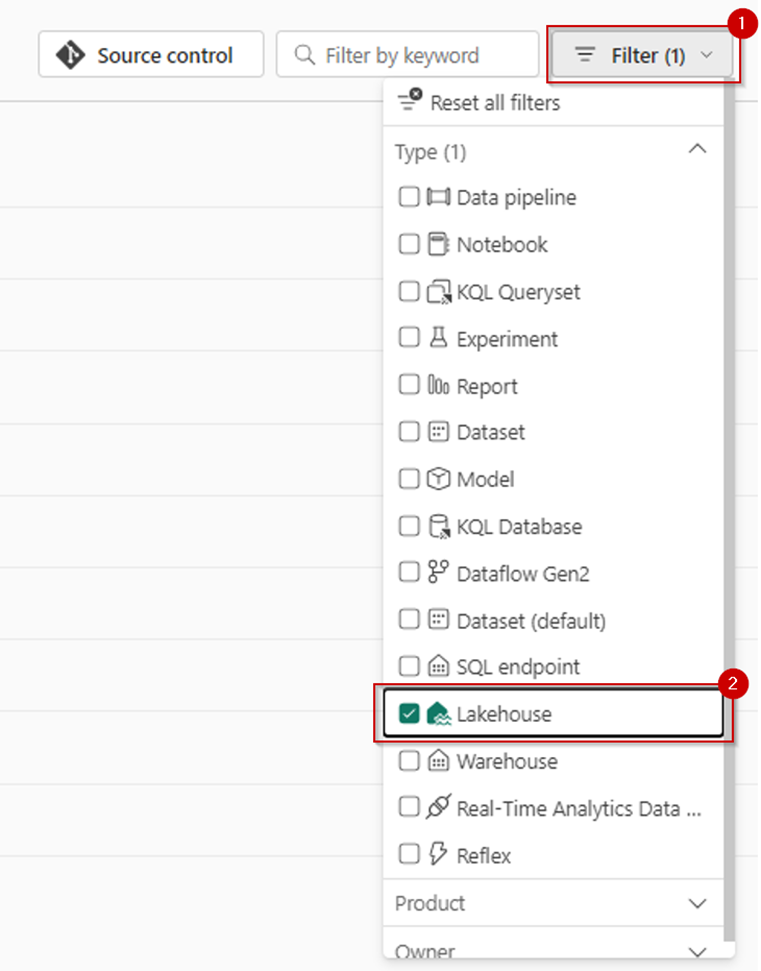 1
Source control
Filter by keyword
Filter (1)
Reset all filters
Type (1)
Data pipeline
Notebook
KQL Queryset
Experiment
Report
Dataset
Model
KQL Database
Dataflow Gen2
Dataset (default)
SQL endpoint
2
Lakehouse
Warehouse
Real-Time Analytics Data ...
Reflex
Product
Owner